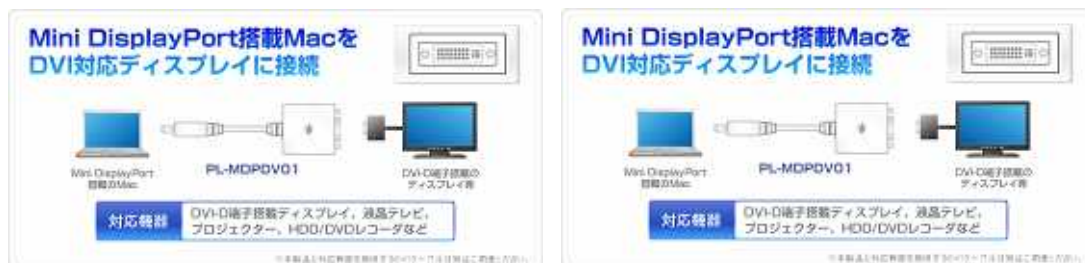 Mini DisplayPort搭載Macを
DVI対応ディスプレイに接続
Mini DisplayPort
搭載のMac
PL-MDPDV01
DVI-D端子搭載の
ディスプレイ等
対応機器
DVI-D端子搭載ディスプレイ、液晶テレビ、
プロジェクター、HDD/DVDレコーダなど
Mini DisplayPort搭載Macを
DVI対応ディスプレイに接続
Mini DisplayPort
搭載のMac
PL-MDPDV01
DVI-D端子搭載の
ディスプレイ等
対応機器
DVI-D端子搭載ディスプレイ、液晶テレビ、
プロジェクター、HDD/DVDレコーダなど